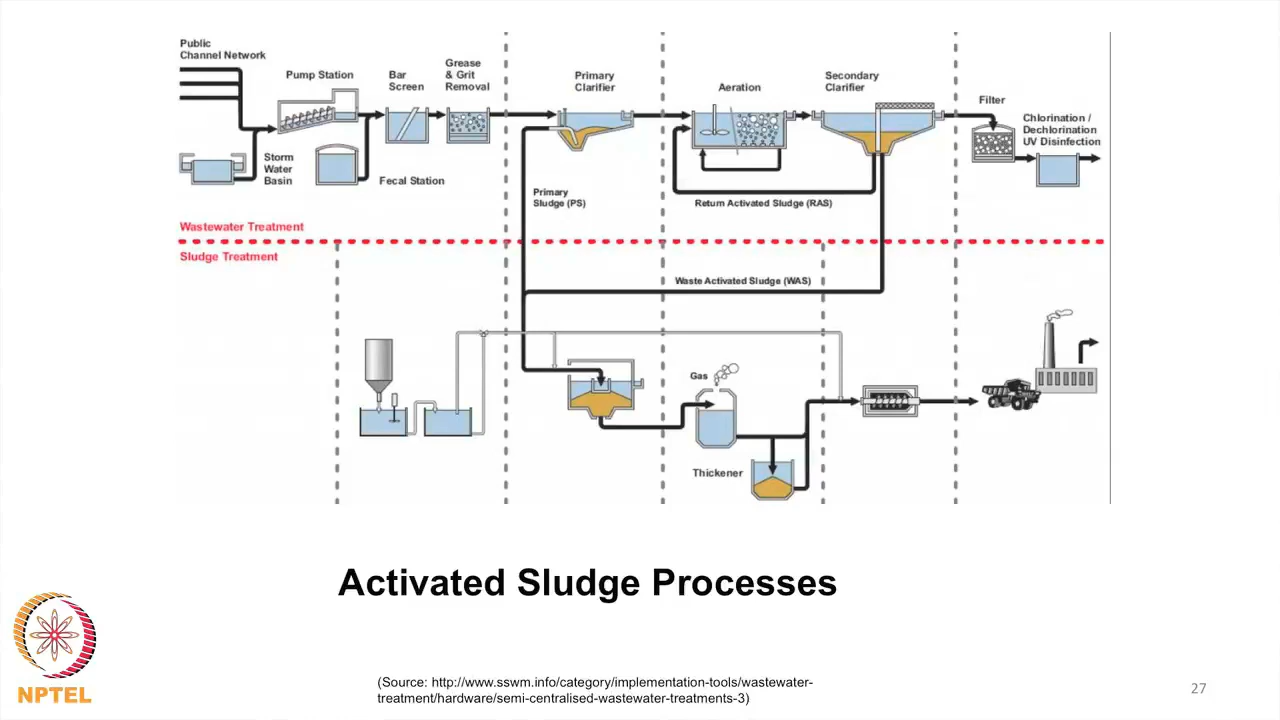 Public
Channel Network
Pump Station
Bar
Screen
Grease
& Grit
Removal
Primary
Clarifier
Aeration
Secondary
Clarifier
Filter
Chlorination /
Dechlorination
UV Disinfection
Storm
Water
Basin
Fecal Station
Primary
Sludge (PS)
Return Activated Sludge (RAS)
Wastewater Treatment
Sludge Treatment
Waste Activated Sludge (WAS)
Gas
Thickener
Activated Sludge Processes
NPTEL
(Source: http://www.sswm.info/category/implementation-tools/wastewater-
treatment/hardware/semi-centralised-wastewater-treatments-3)
27